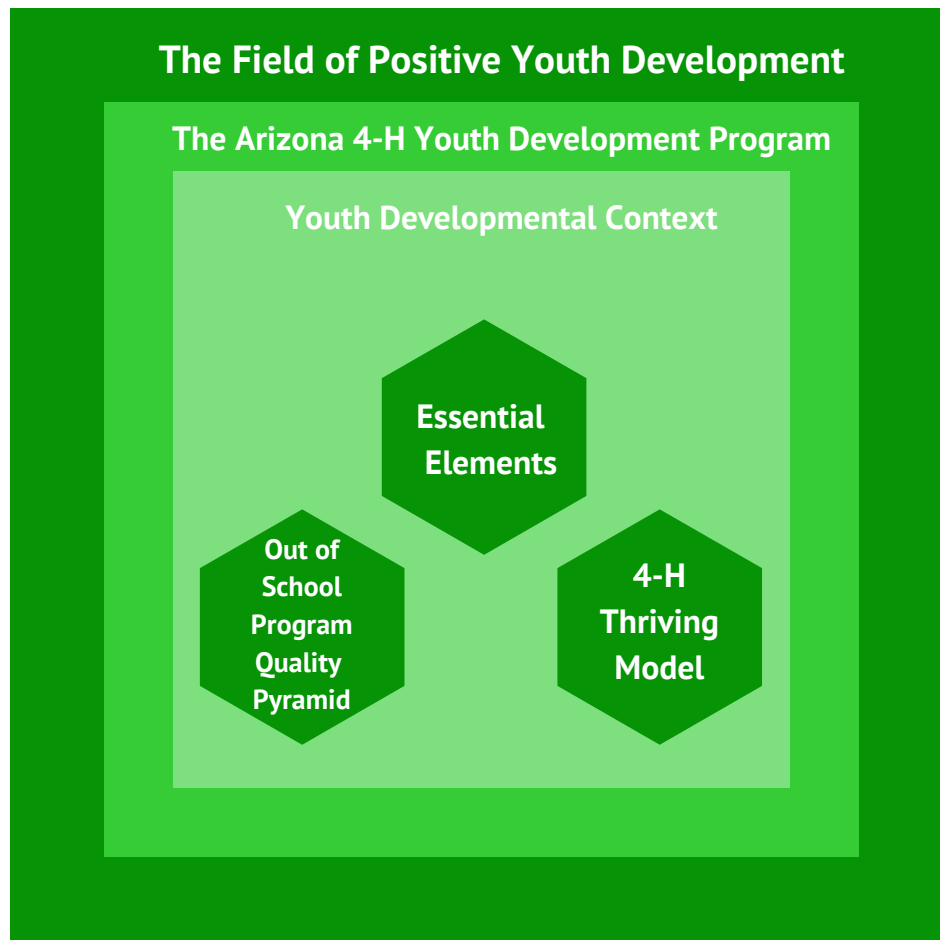 The Field of Positive Youth Development
The Arizona 4-H Youth Development Program
Youth Developmental Context
Essential
Elements
Out of
School
Program
Quality
Pyramid
4-H
Thriving
Model